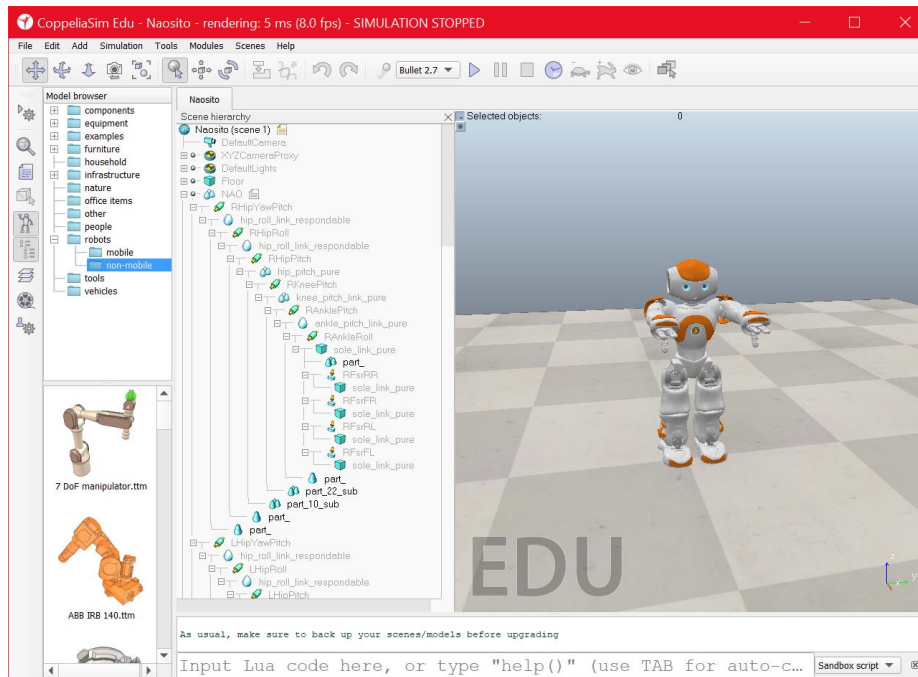 CoppeliaSim Edu - Naosito - rendering: 5 ms (8.0 fps) - SIMULATION STOPPED
File Edit Add Simulation Tools Modules Scenes Help
Bullet 2.7
Model browser
components
equipment
examples
furniture
household
infrastructure
nature
office items
other
people
robots
mobile
non-mobile
tools
vehicles
7 DoF manipulator.ttm
ABB IRB 140.ttm
Naosito
Scene hierarchy
Naosito (scene 1)
DefaultCamera
XYZCameraProxy
DefaultLights
Floor
NAO
RHipYawPitch
hip_roll_link_respondable
RHipRoll
hip_roll_link_respondable
RHipPitch
hip_pitch_pure
RKneePitch
knee_pitch_link_pure
RAnklePitch
ankle_pitch_link_pure
RAnkleRoll
sole_link_pure
part_
RFsrRR
sole_link_pure
RFsrFR
sole_link_pure
RFsrRL
sole_link_pure
RFsrFL
sole_link_pure
part_
part_22_sub
part_10_sub
part_
part_
LHipYawPitch
hip_roll_link_respondable
LHipRoll
hip_roll_link_respondable
LHipPitch
Selected objects: 0
EDU
z
x
y
As usual, make sure to back up your scenes/models before upgrading
Input Lua code here, or type "help()" (use TAB for auto-c...
Sandbox script